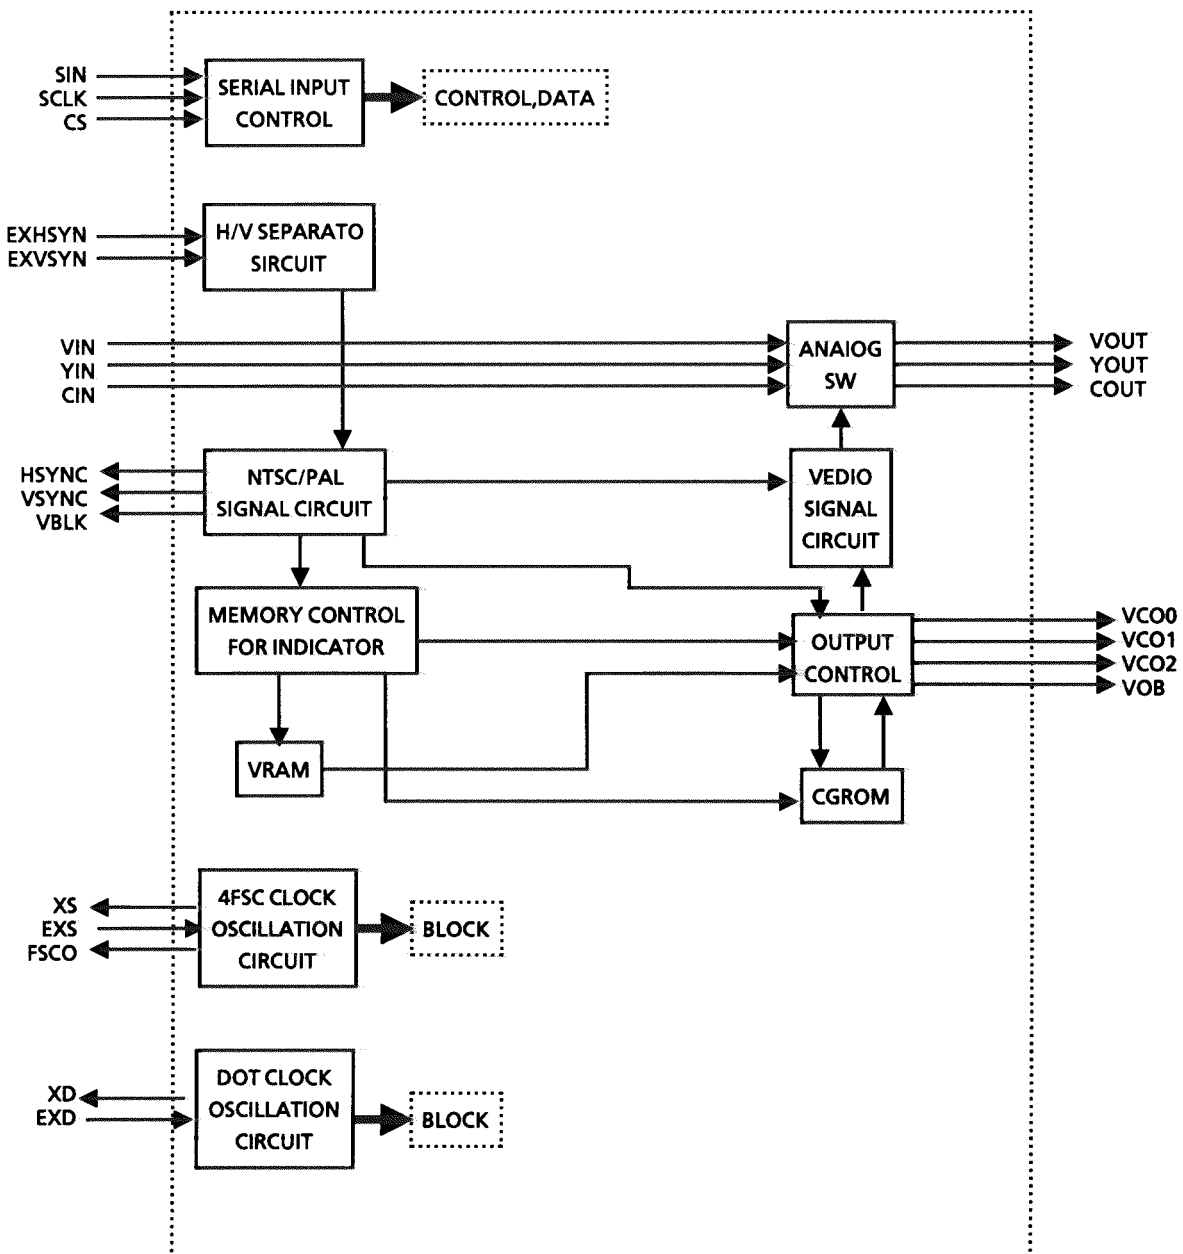 SIN
SCLK
CS
SERIAL INPUT
CONTROL
CONTROL,DATA
EXHSYN
EXVSYN
H/V SEPARATO
SIRCUIT
VIN
YIN
CIN
ANAIOG
SW
VOUT
YOUT
COUT
HSYNC
VSYNC
VBLK
NTSC/PAL
SIGNAL CIRCUIT
VEDIO
SIGNAL
CIRCUIT
MEMORY CONTROL
FOR INDICATOR
OUTPUT
CONTROL
VCO0
VCO1
VCO2
VOB
VRAM
CGROM
XS
EXS
FSCO
4FSC CLOCK
OSCILLATION
CIRCUIT
BLOCK
XD
EXD
DOT CLOCK
OSCILLATION
CIRCUIT
BLOCK